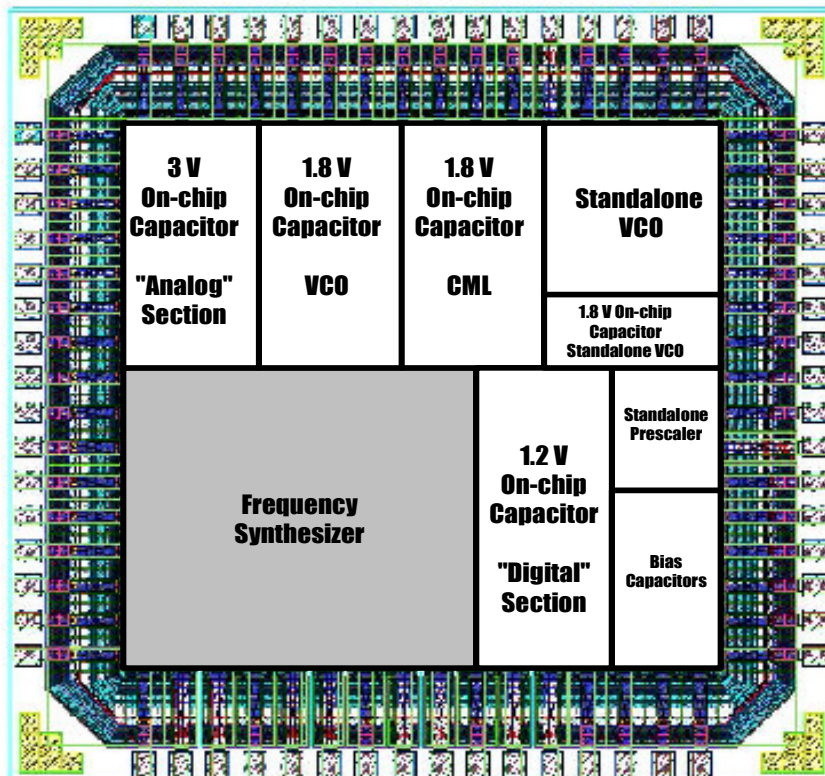 3 V
On-chip
Capacitor
"Analog"
Section
1.8 V
On-chip
Capacitor
VCO
1.8 V
On-chip
Capacitor
CML
Standalone
VCO
1.8 V On-chip
Capacitor
Standalone VCO
Frequency
Synthesizer
1.2 V
On-chip
Capacitor
"Digital"
Section
Standalone
Prescaler
Bias
Capacitors